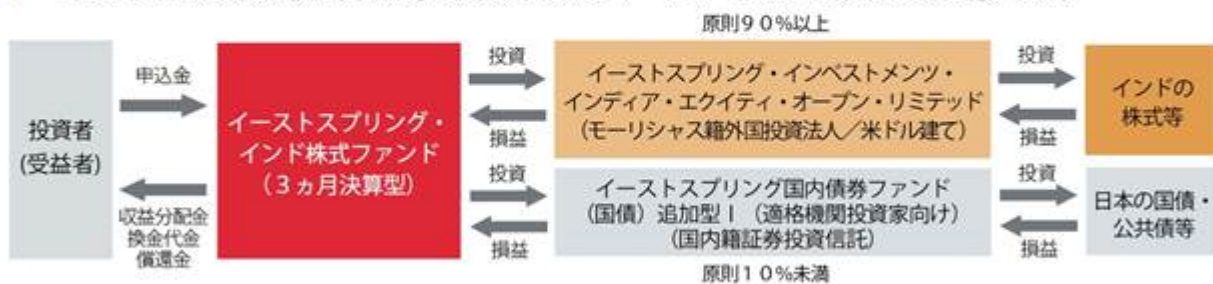 原則９０％以上
投資者
(受益者)
申込金
収益分配金
換金代金
償還金
イーストスプリング・
インド株式ファンド
(３ヵ月決算型)
投資
損益
イーストスプリング・インベストメンツ・
インディア・エクイティ・オープン・リミテッド
(モーリシャス籍外国投資法人／米ドル建て)
投資
損益
インドの
株式等
投資
損益
イーストスプリング国内債券ファンド
(国債) 追加型Ⅰ (適格機関投資家向け)
(国内籍証券投資信託)
投資
損益
日本の国債・
公共債等
原則１０％未満